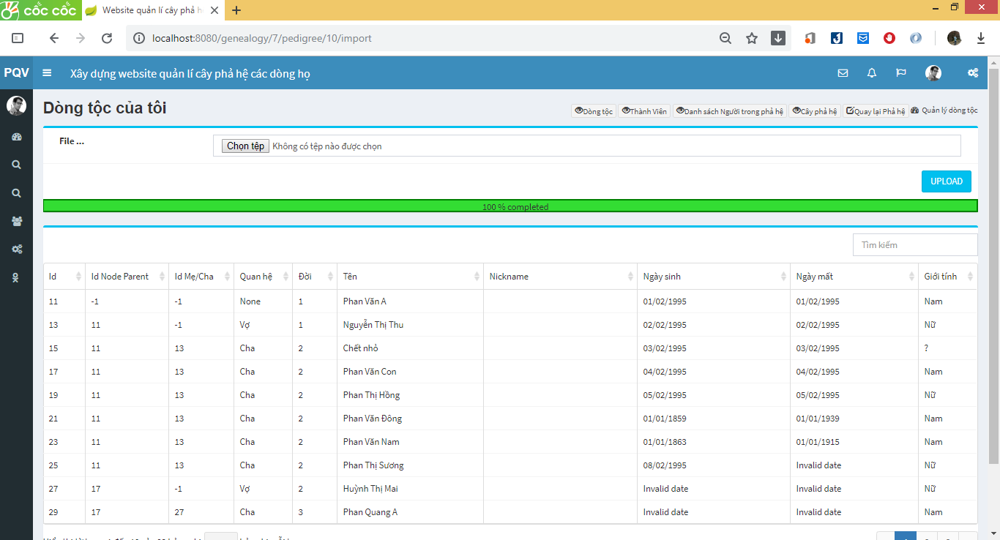 cốc cốc Website quản lí cây phả h
localhost:8080/genealogy/7/pedigree/10/import
PQV Xây dựng website quản lí cây phả hệ các dòng họ
Dòng tộc của tôi
Dòng tộc Thành Viên Danh sách Người trong phả hệ Cây phả hệ Quay lại Phả hệ Quản lý dòng tộc
File ... Chọn tệp Không có tệp nào được chọn
UPLOAD
100 % completed
Tìm kiếm
Id Id Node Parent Id Mẹ/Cha Quan hệ Đời Tên Nickname Ngày sinh Ngày mất Giới tính
11 -1 -1 None 1 Phan Văn A 01/02/1995 01/02/1995 Nam
13 11 -1 Vợ 1 Nguyễn Thị Thu 02/02/1995 02/02/1995 Nữ
15 11 13 Cha 2 Chết nhỏ 03/02/1995 03/02/1995 ?
17 11 13 Cha 2 Phan Văn Con 04/02/1995 04/02/1995 Nam
19 11 13 Cha 2 Phan Thị Hồng 05/02/1995 05/02/1995 Nữ
21 11 13 Cha 2 Phan Văn Đông 01/01/1859 01/01/1939 Nam
23 11 13 Cha 2 Phan Văn Nam 01/01/1863 01/01/1915 Nam
25 11 13 Cha 2 Phan Thị Sương 08/02/1995 Invalid date Nữ
27 17 -1 Vợ 2 Huỳnh Thị Mai Invalid date Invalid date Nữ
29 17 27 Cha 3 Phan Quang A Invalid date Invalid date Nam